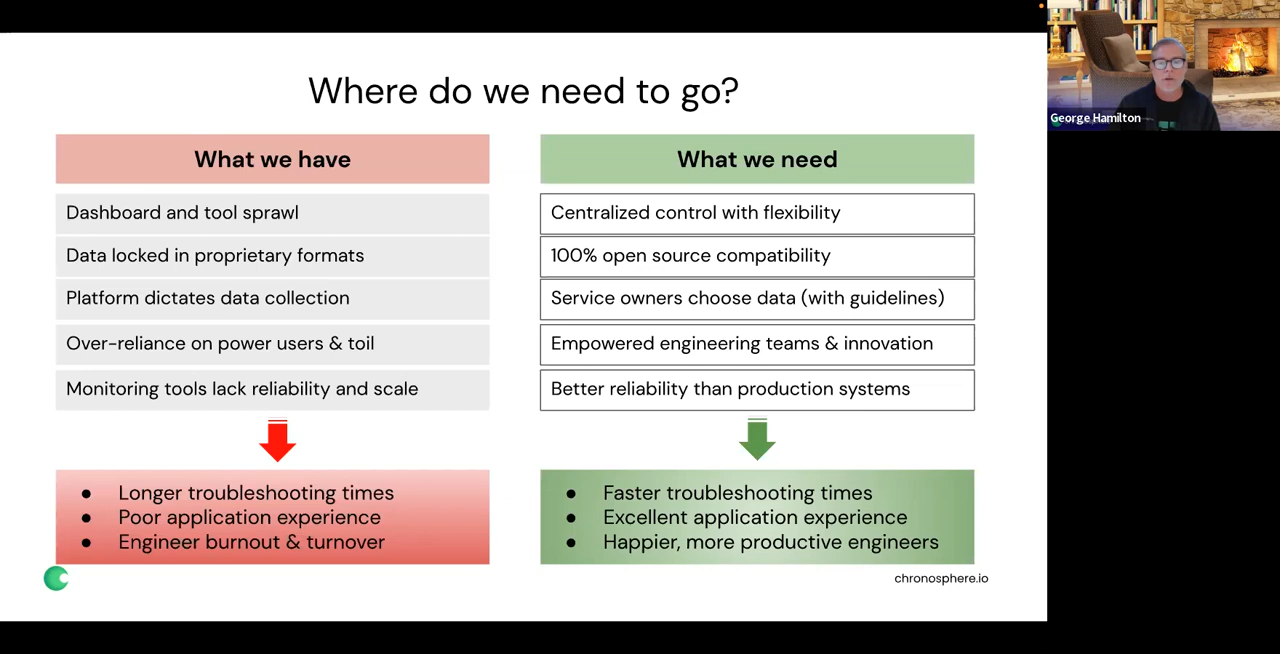 Where do we need to go?
What we have
Dashboard and tool sprawl
Data locked in proprietary formats
Platform dictates data collection
Over-reliance on power users & toil
Monitoring tools lack reliability and scale
● Longer troubleshooting times
● Poor application experience
● Engineer burnout & turnover
What we need
Centralized control with flexibility
100% open source compatibility
Service owners choose data (with guidelines)
Empowered engineering teams & innovation
Better reliability than production systems
● Faster troubleshooting times
● Excellent application experience
● Happier, more productive engineers
chronosphere.io
George Hamilton